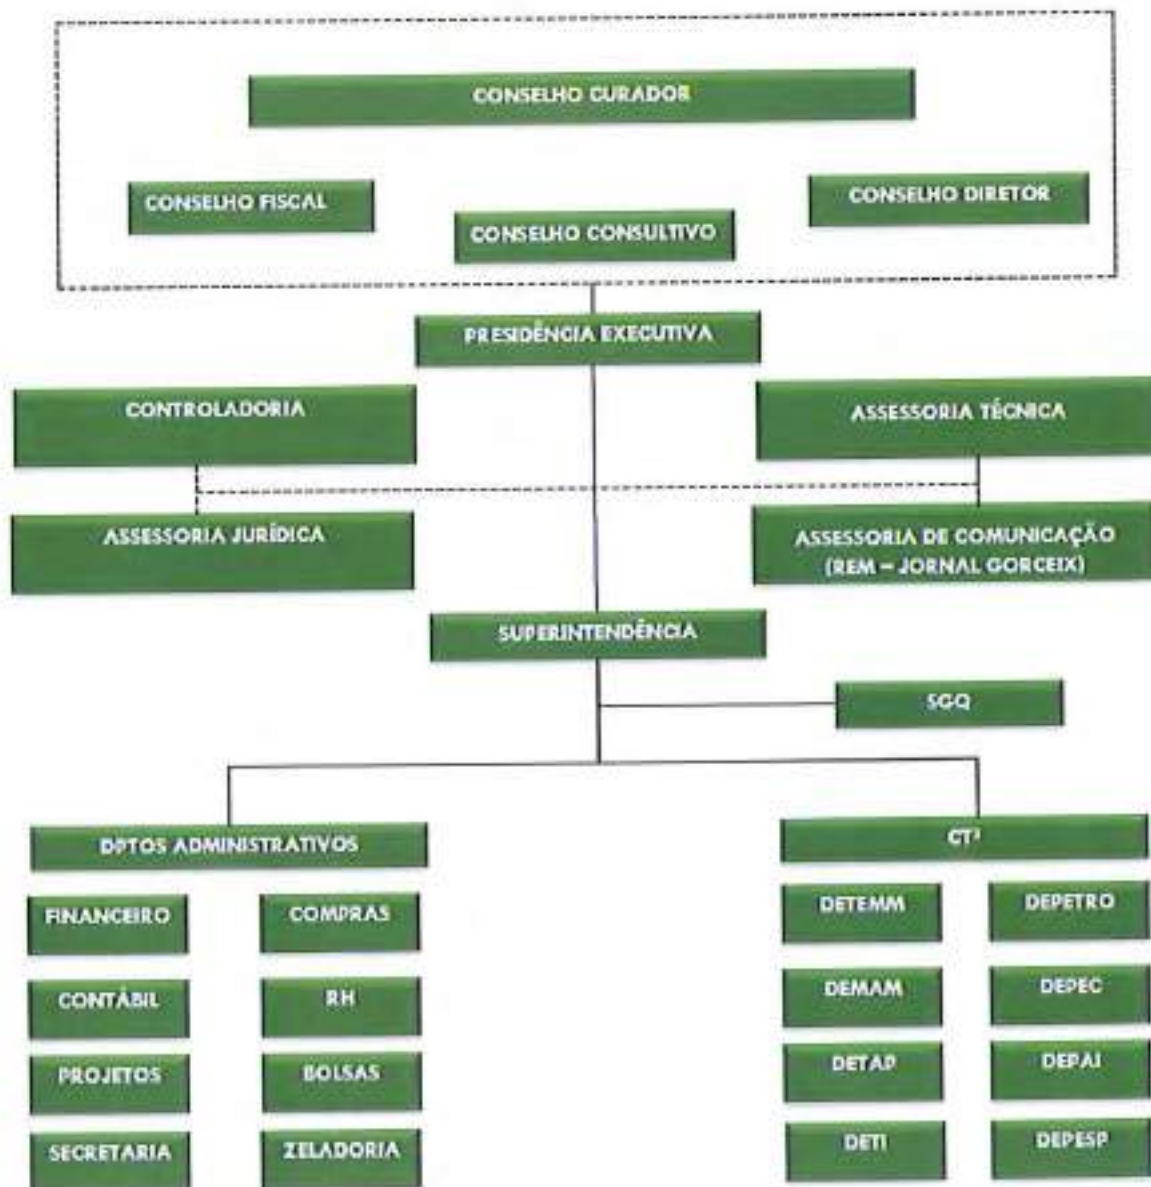 CONSELHO CURADOR
CONSELHO FISCAL
CONSELHO CONSULTIVO
CONSELHO DIRETOR
PRESIDÊNCIA EXECUTIVA
CONTROLADORIA
ASSESSORIA TÉCNICA
ASSESSORIA JURÍDICA
ASSESSORIA DE COMUNICAÇÃO
(REM – JORNAL GORCEIX)
SUPERINTENDÊNCIA
SGQ
DPTOS ADMINISTRATIVOS
FINANCEIRO
COMPRAS
CONTÁBIL
RH
PROJETOS
BOLSAS
SECRETARIA
ZELADORIA
CT³
DETEMM
DEPETRO
DEMAM
DEPEC
DETAP
DEPAI
DETI
DEPESP